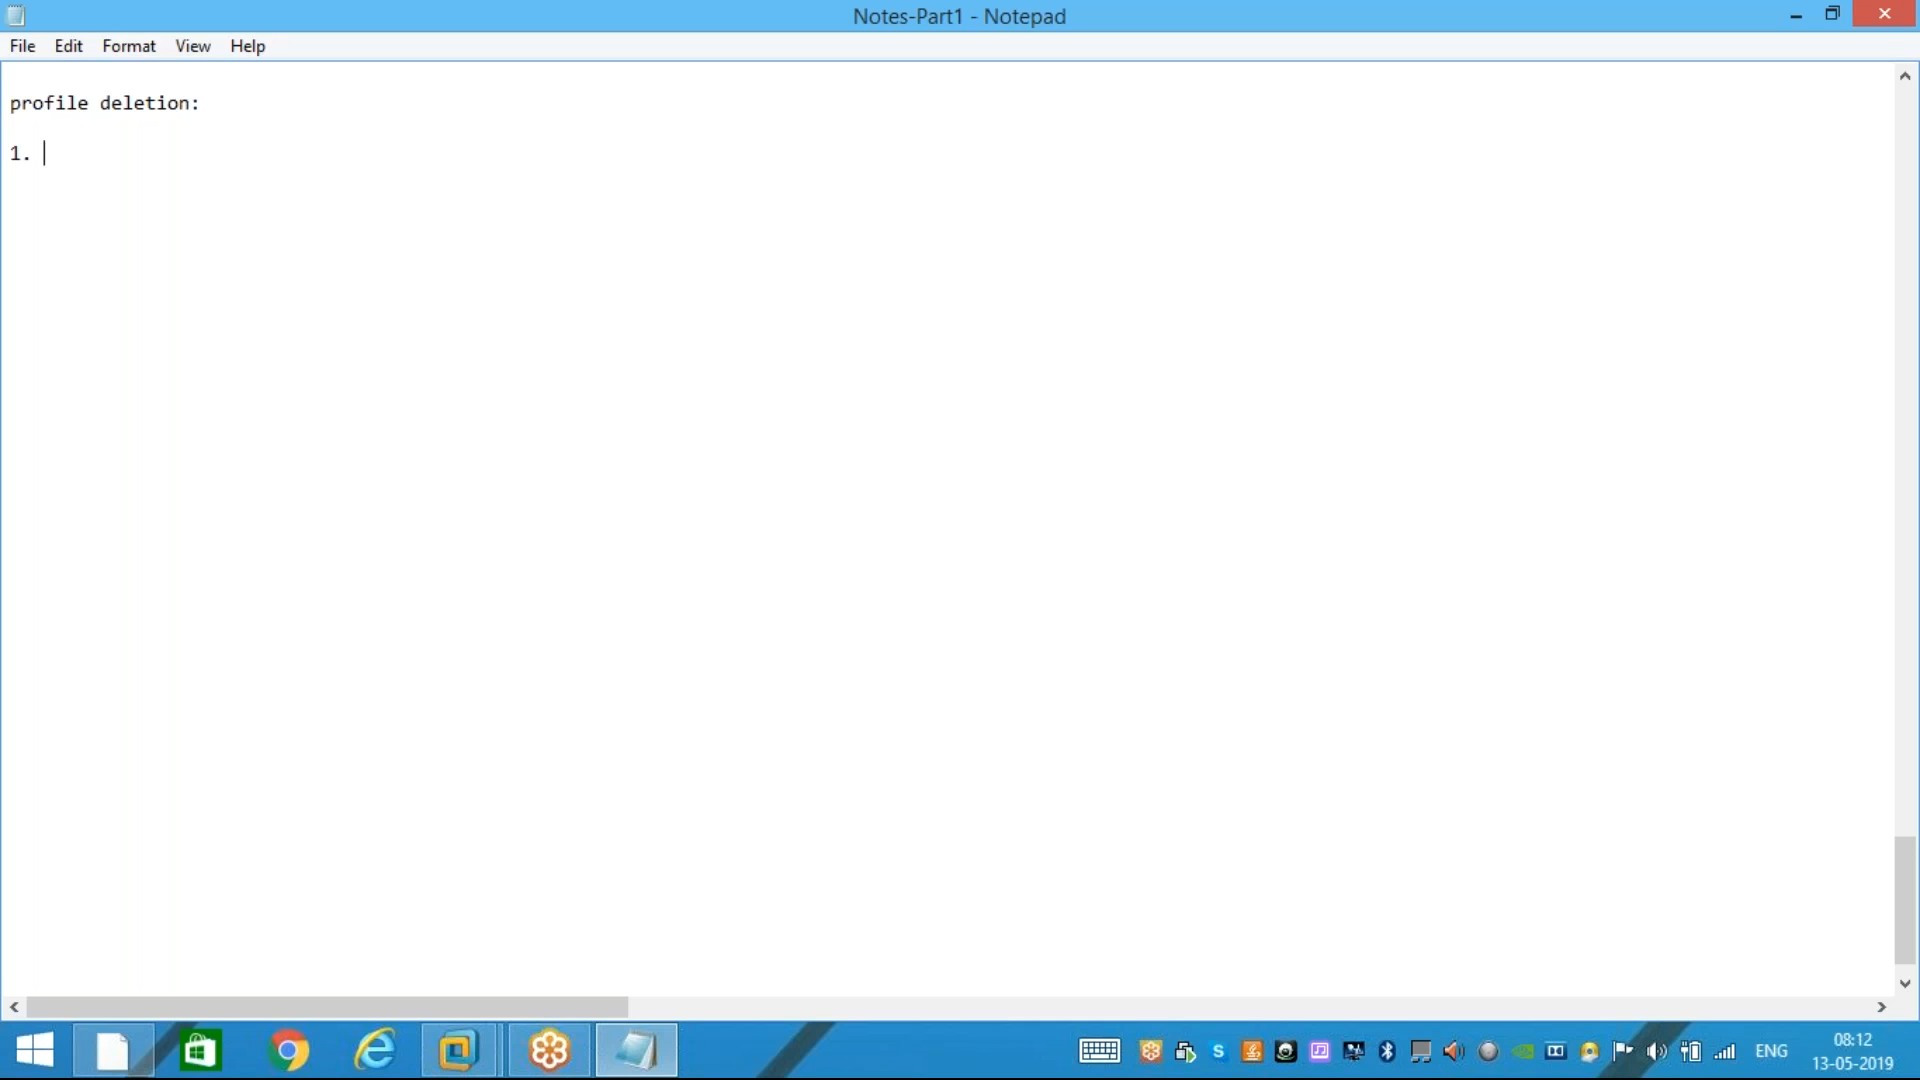 Notes-Part1 - Notepad
File Edit Format View Help
profile deletion:
1.
ENG
08:12
13-05-2019